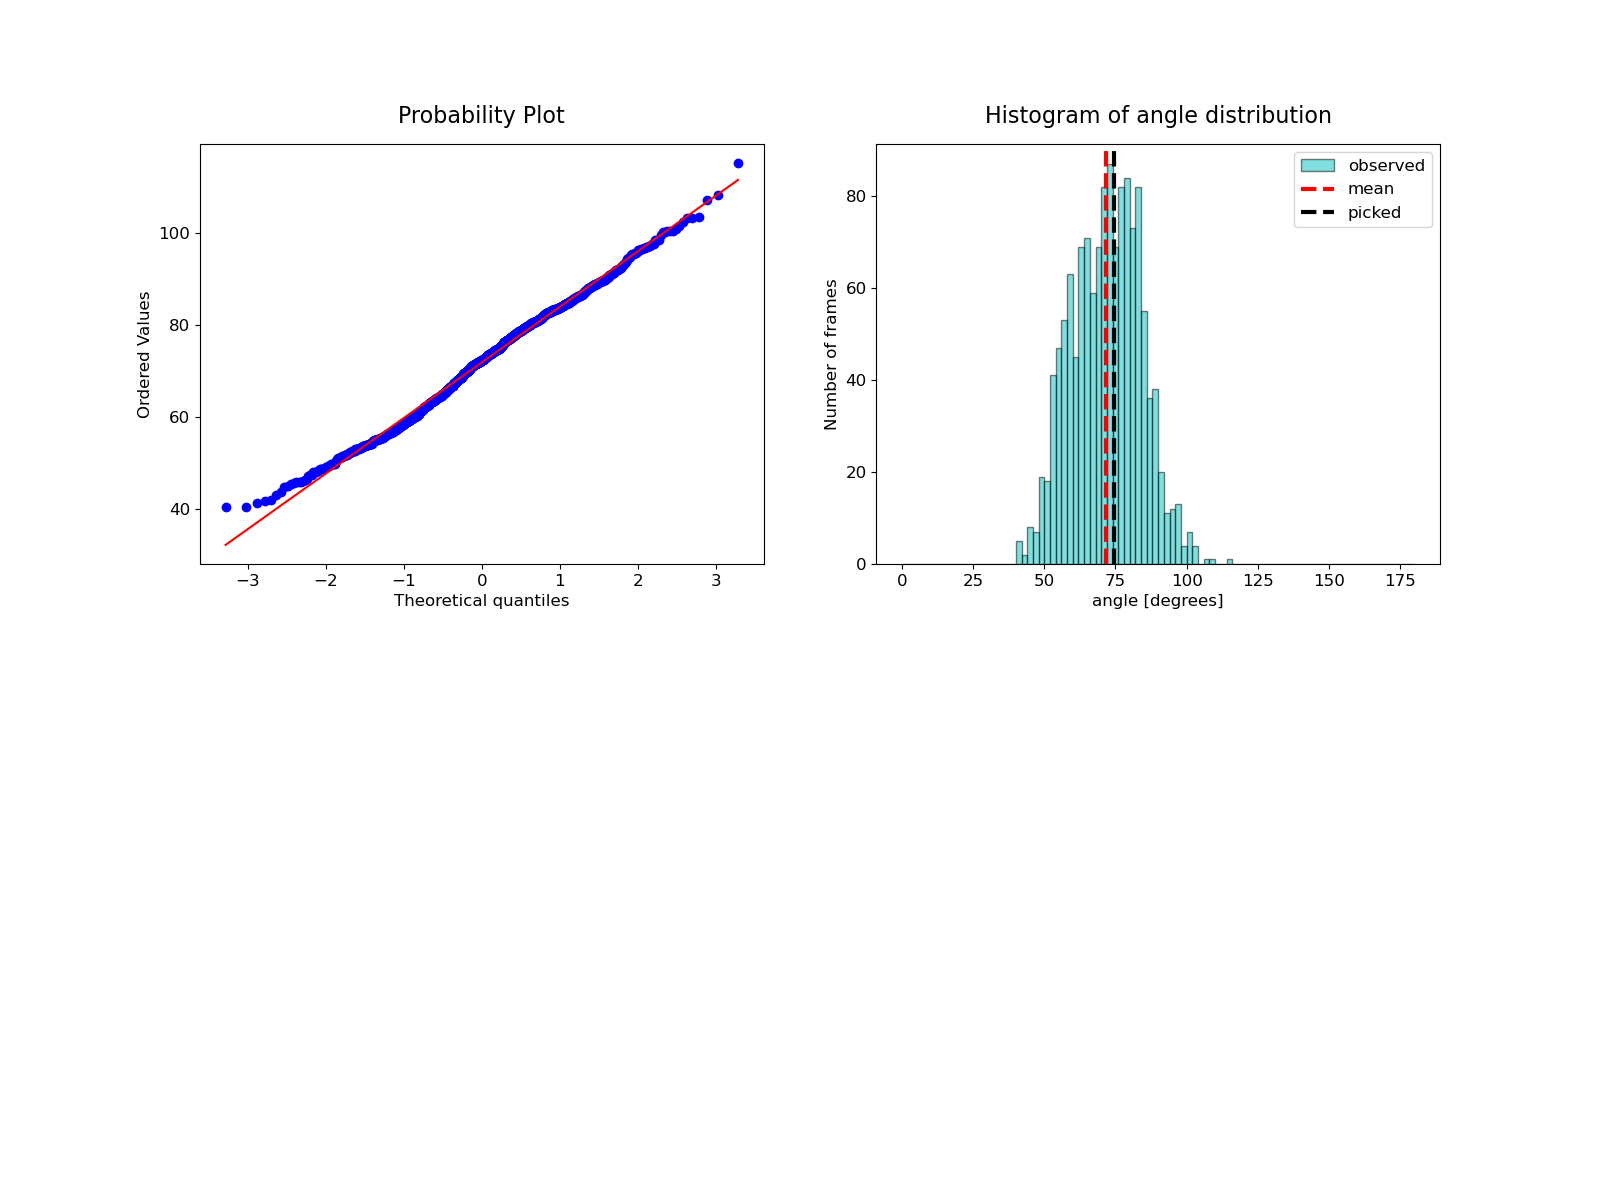 Probability Plot
Ordered Values
100
80
60
40
−3 −2 −1 0 1 2 3
Theoretical quantiles
Histogram of angle distribution
Number of frames
80
60
40
20
0
observed
mean
picked
0 25 50 75 100 125 150 175
angle [degrees]